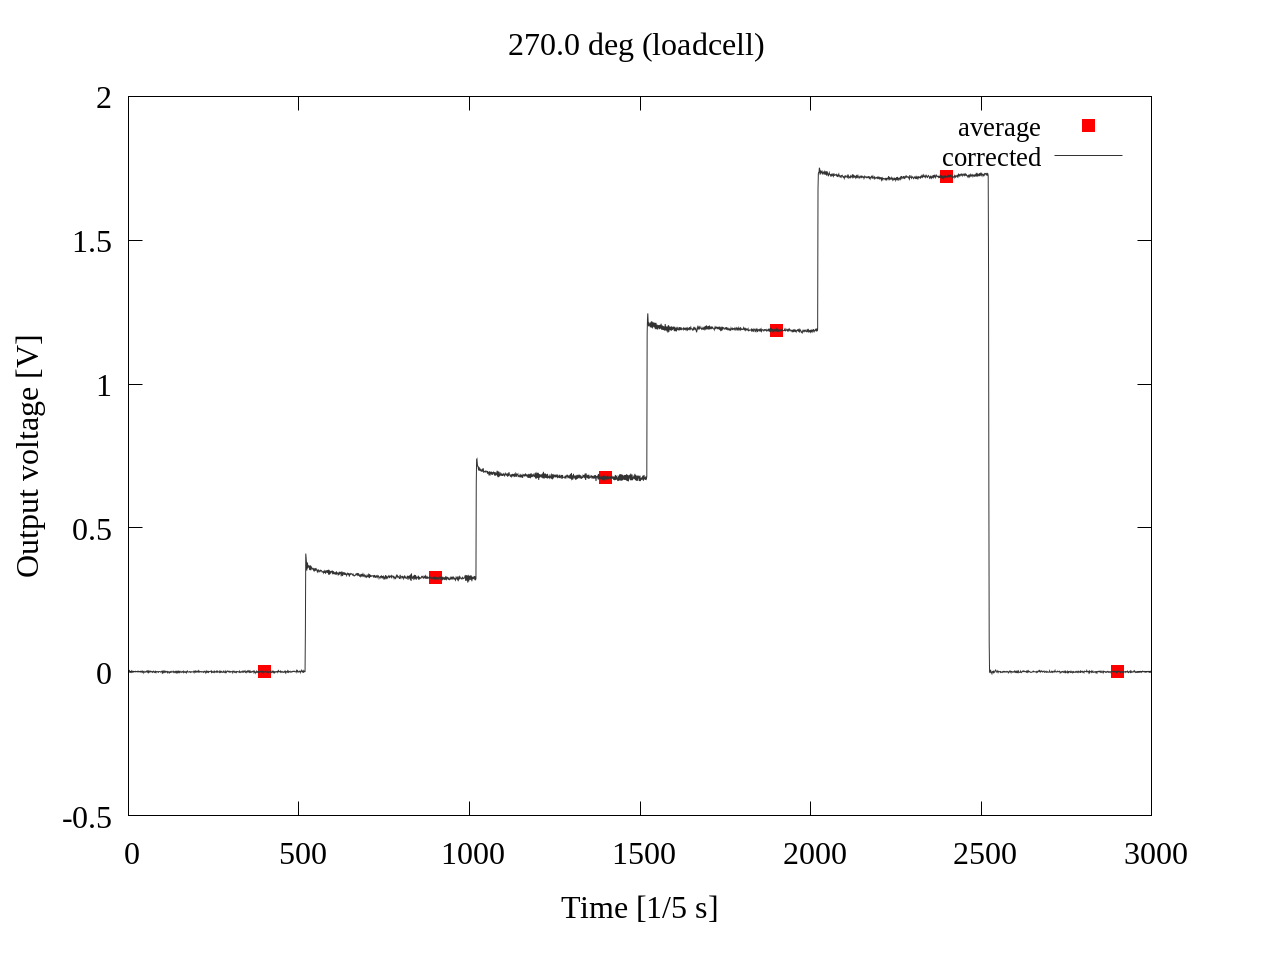 270.0 deg (loadcell)
2
1.5
1
0.5
0
-0.5
Output voltage [V]
average
corrected
0 500 1000 1500 2000 2500 3000
Time [1/5 s]